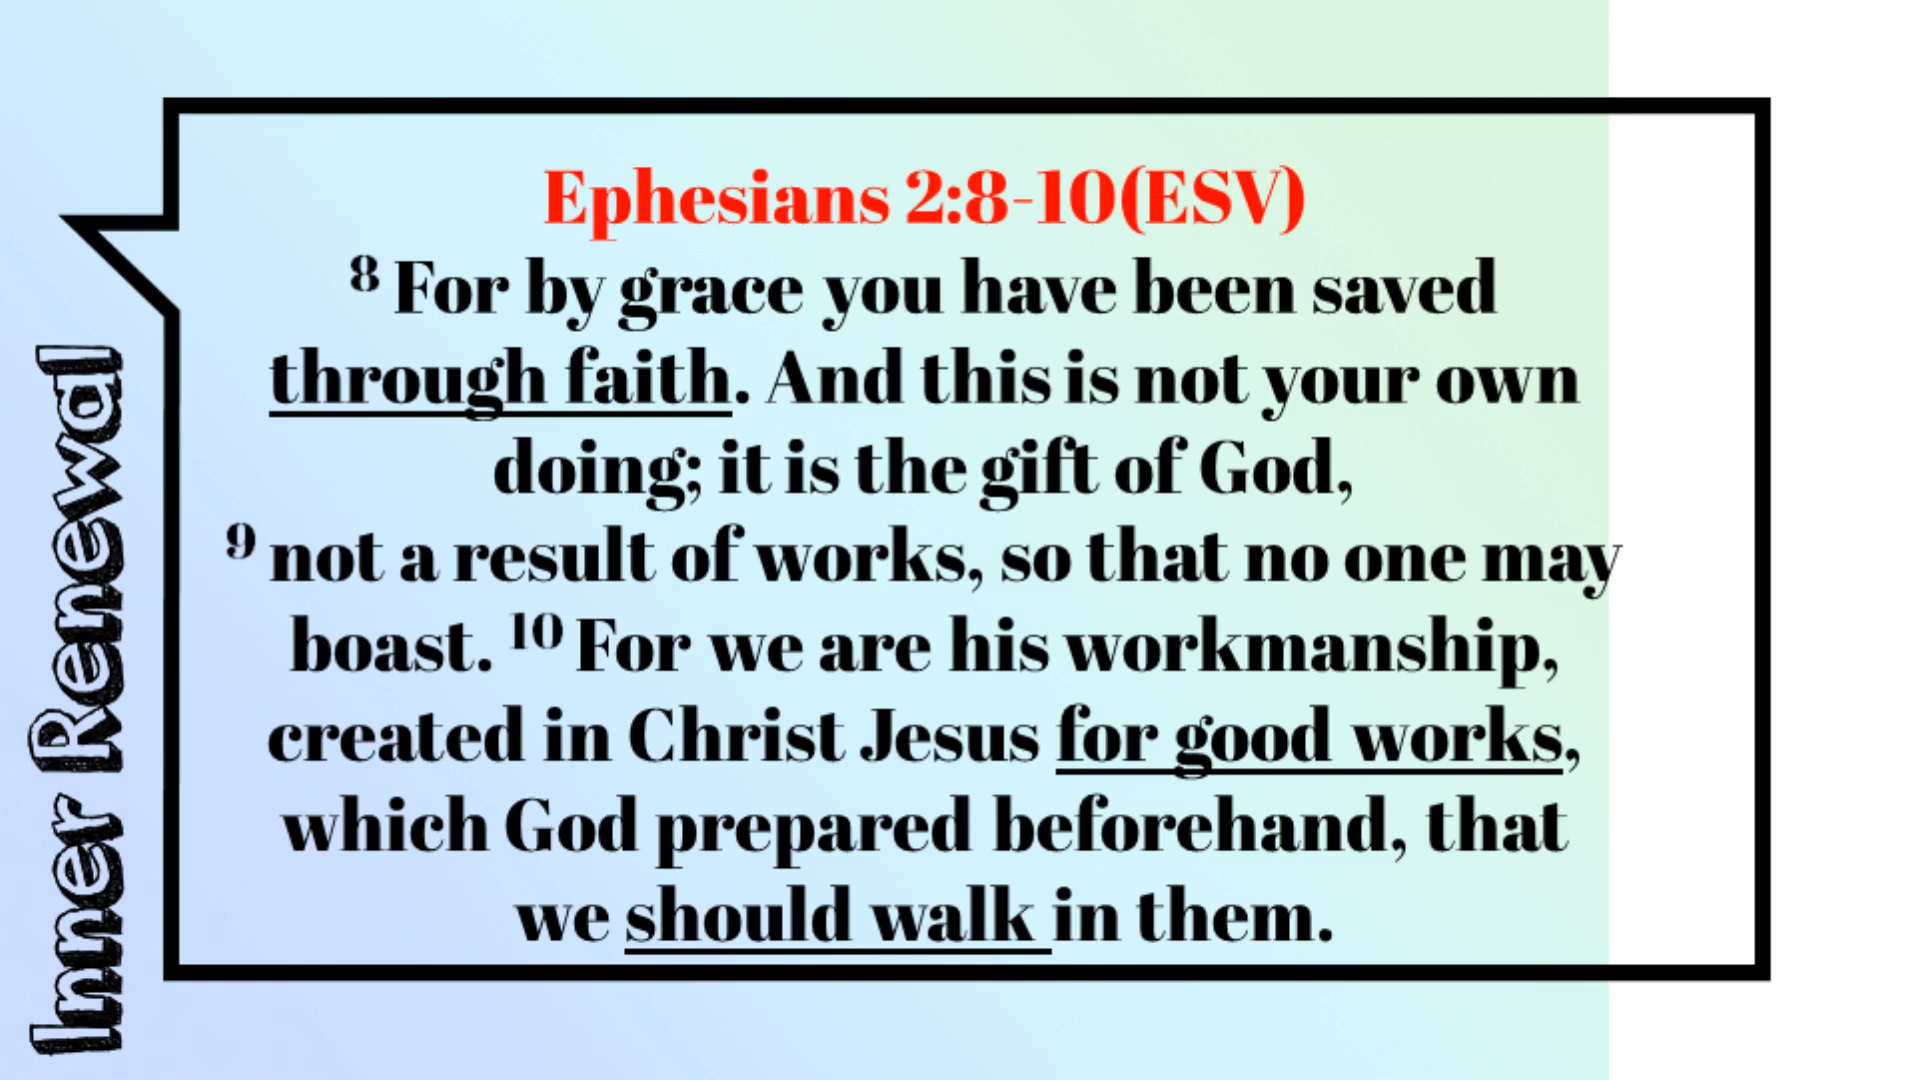 Ephesians 2:8-10(ESV)
⁸ For by grace you have been saved
through faith. And this is not your own
doing; it is the gift of God,
⁹ not a result of works, so that no one may
boast. ¹⁰ For we are his workmanship,
created in Christ Jesus for good works,
which God prepared beforehand, that
we should walk in them.
Inner Renewal